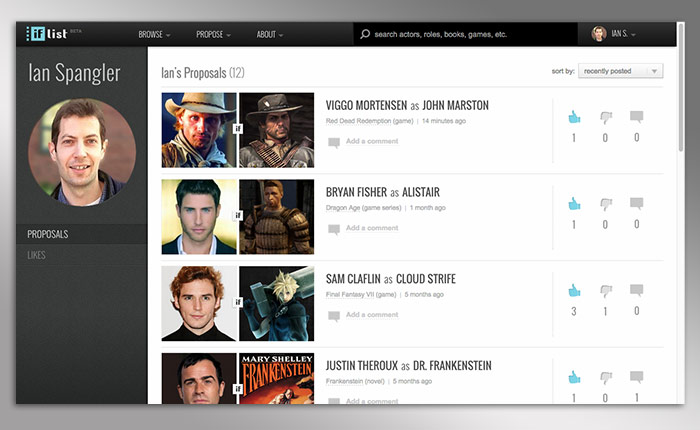 if list BETA
BROWSE
PROPOSE
ABOUT
search actors, roles, books, games, etc.
IAN S.
Ian Spangler
PROPOSALS
LIKES
Ian's Proposals (12)
sort by: recently posted
if
VIGGO MORTENSEN as JOHN MARSTON
Red Dead Redemption (game) | 14 minutes ago
Add a comment
1 0 0
if
BRYAN FISHER as ALISTAIR
Dragon Age (game series) | 1 month ago
Add a comment
1 0 0
if
SAM CLAFLIN as CLOUD STRIFE
Final Fantasy VII (game) | 5 months ago
Add a comment
3 1 0
MARY SHELLEY
FRANKENSTEIN
if
JUSTIN THEROUX as DR. FRANKENSTEIN
Frankenstein (novel) | 5 months ago
Add a comment
1 0 1